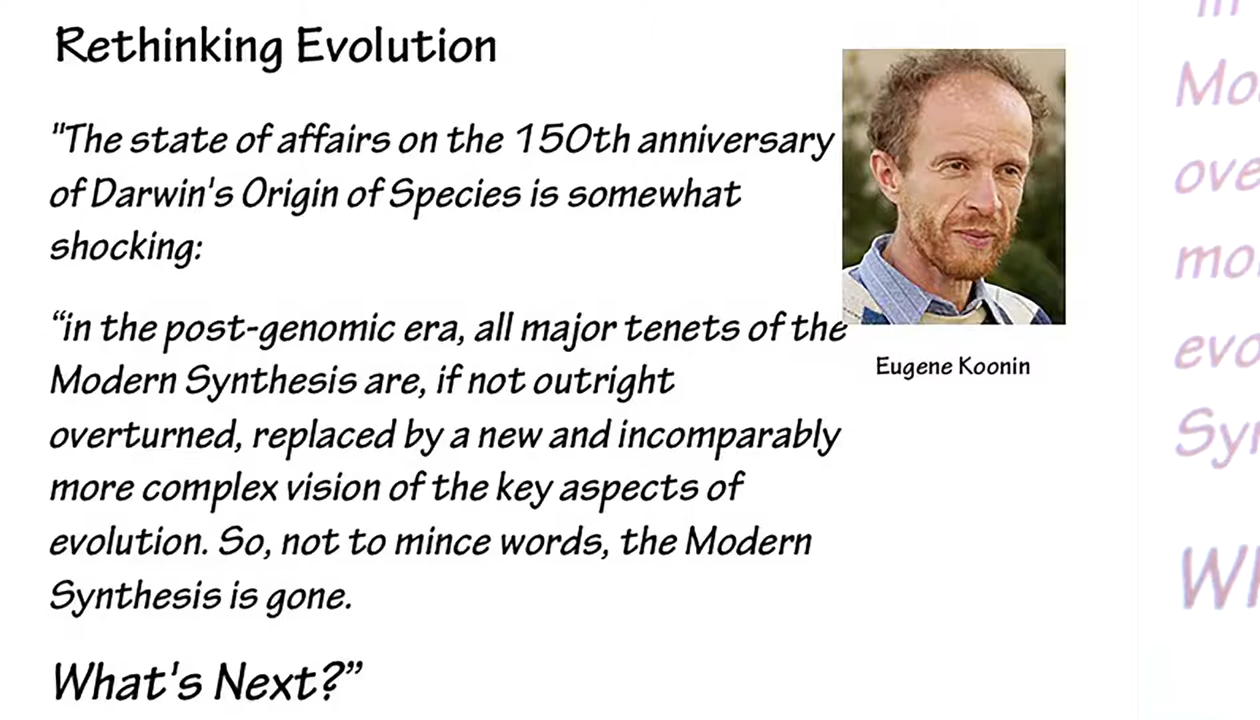 Rethinking Evolution
"The state of affairs on the 150th anniversary
of Darwin's Origin of Species is somewhat
shocking:
“in the post-genomic era, all major tenets of the
Modern Synthesis are, if not outright
overturned, replaced by a new and incomparably
more complex vision of the key aspects of
evolution. So, not to mince words, the Modern
Synthesis is gone.
What's Next?”
Eugene Koonin
in
Mo
ove
mo
evo
Syn
Wh